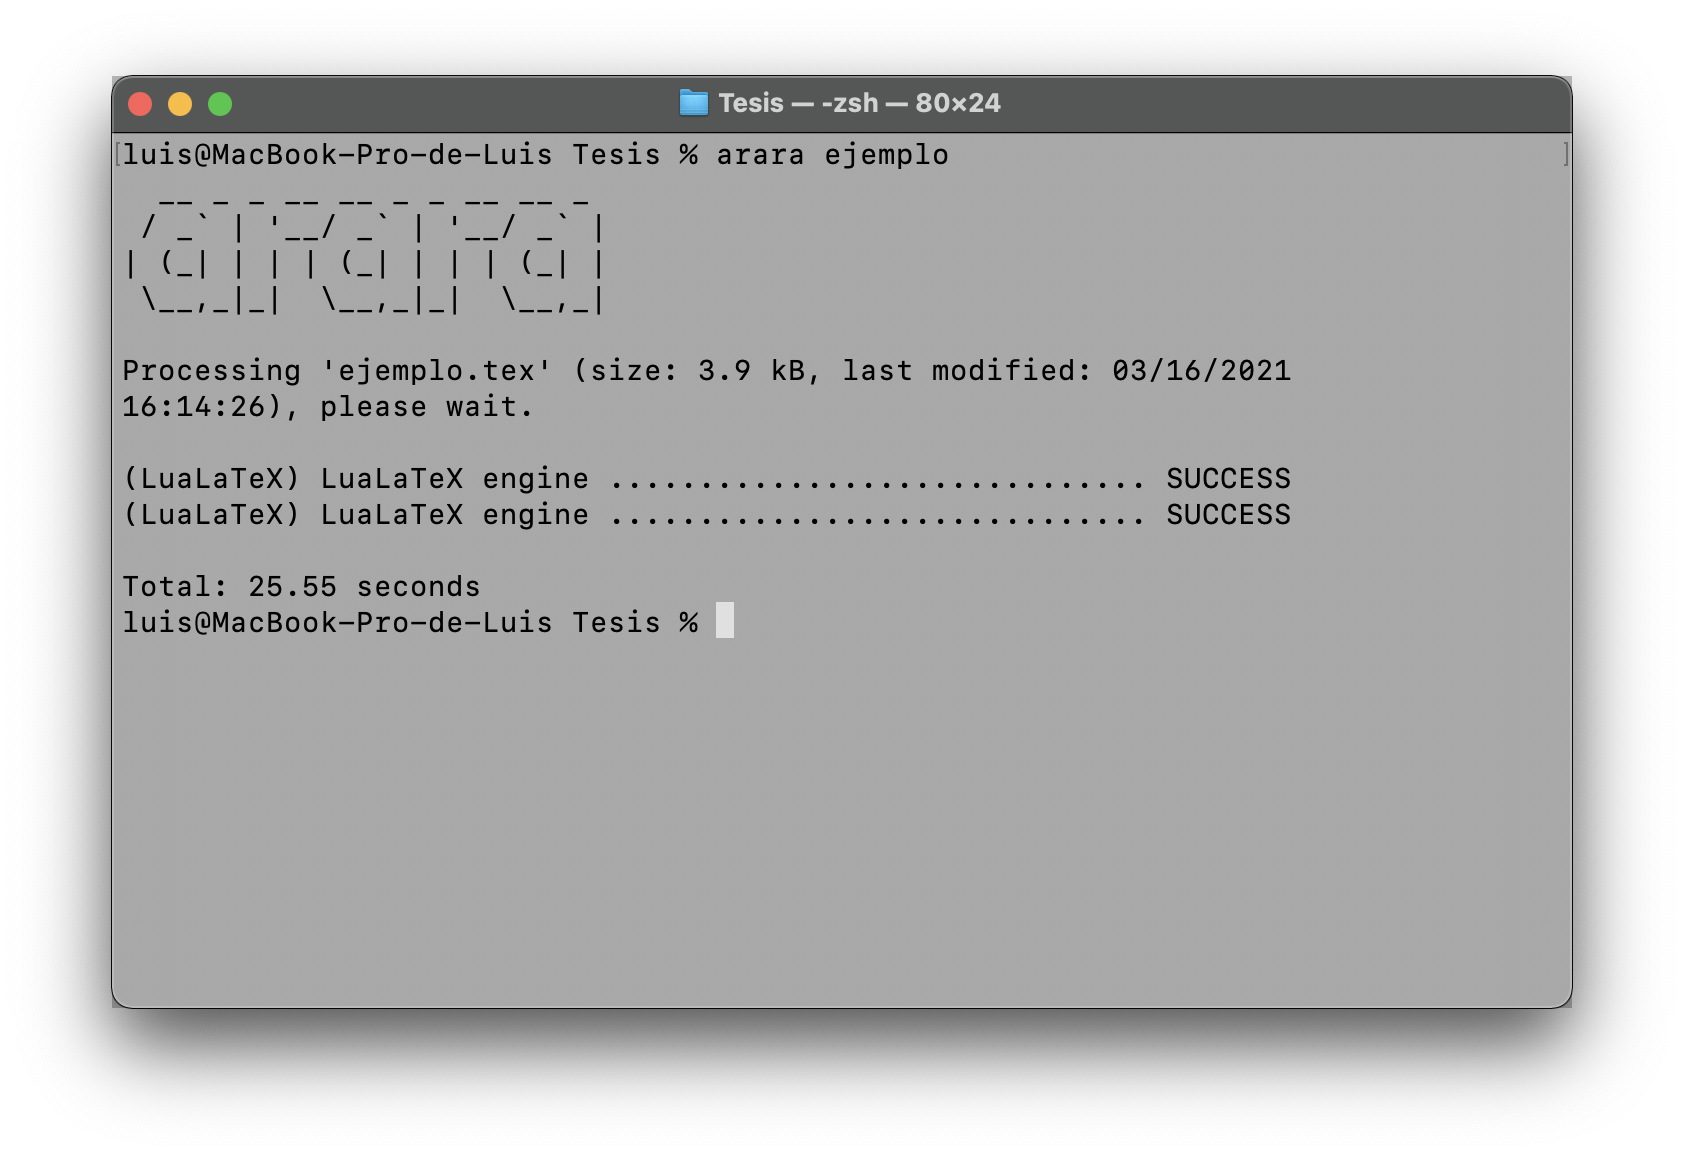 Tesis — -zsh — 80×24
luis@MacBook-Pro-de-Luis Tesis % arara ejemplo
  __ _ _ __ __ _ _ __ __ _
 / _` | '__/ _` | '__/ _` |
| (_| | | | (_| | | | (_| |
 \__,_|_|  \__,_|_|  \__,_|
Processing 'ejemplo.tex' (size: 3.9 kB, last modified: 03/16/2021
16:14:26), please wait.
(LuaLaTeX) LuaLaTeX engine .............................. SUCCESS
(LuaLaTeX) LuaLaTeX engine .............................. SUCCESS
Total: 25.55 seconds
luis@MacBook-Pro-de-Luis Tesis %